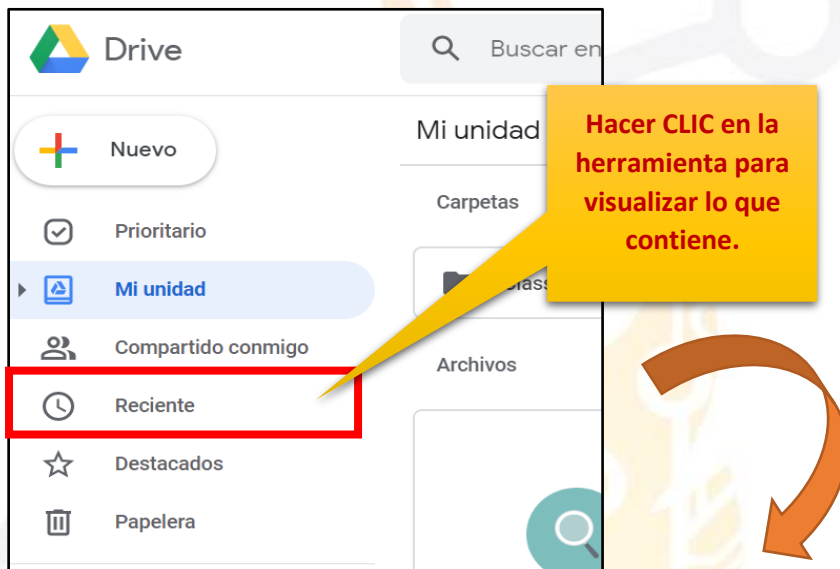 Drive
Buscar en
Nuevo
Prioritario
Mi unidad
Compartido conmigo
Reciente
Destacados
Papelera
Mi unidad
Carpetas
Class
Archivos
Hacer CLIC en la
herramienta para
visualizar lo que
contiene.